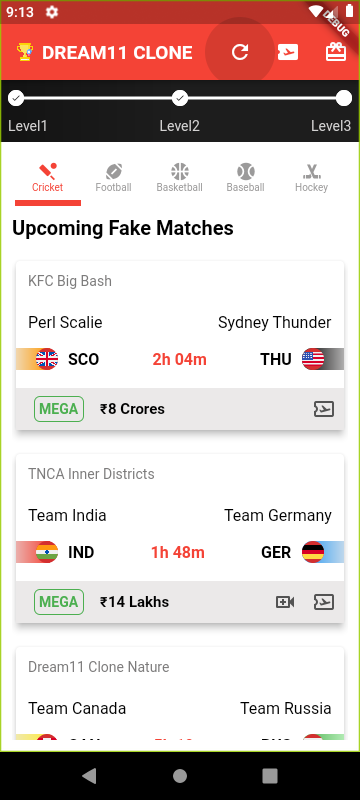 9:13
DEBUG
DREAM11 CLONE
Level1 Level2 Level3
Cricket Football Basketball Baseball Hockey
Upcoming Fake Matches
KFC Big Bash
Perl Scalie Sydney Thunder
SCO 2h 04m THU
MEGA ₹8 Crores
TNCA Inner Districts
Team India Team Germany
IND 1h 48m GER
MEGA ₹14 Lakhs
Dream11 Clone Nature
Team Canada Team Russia